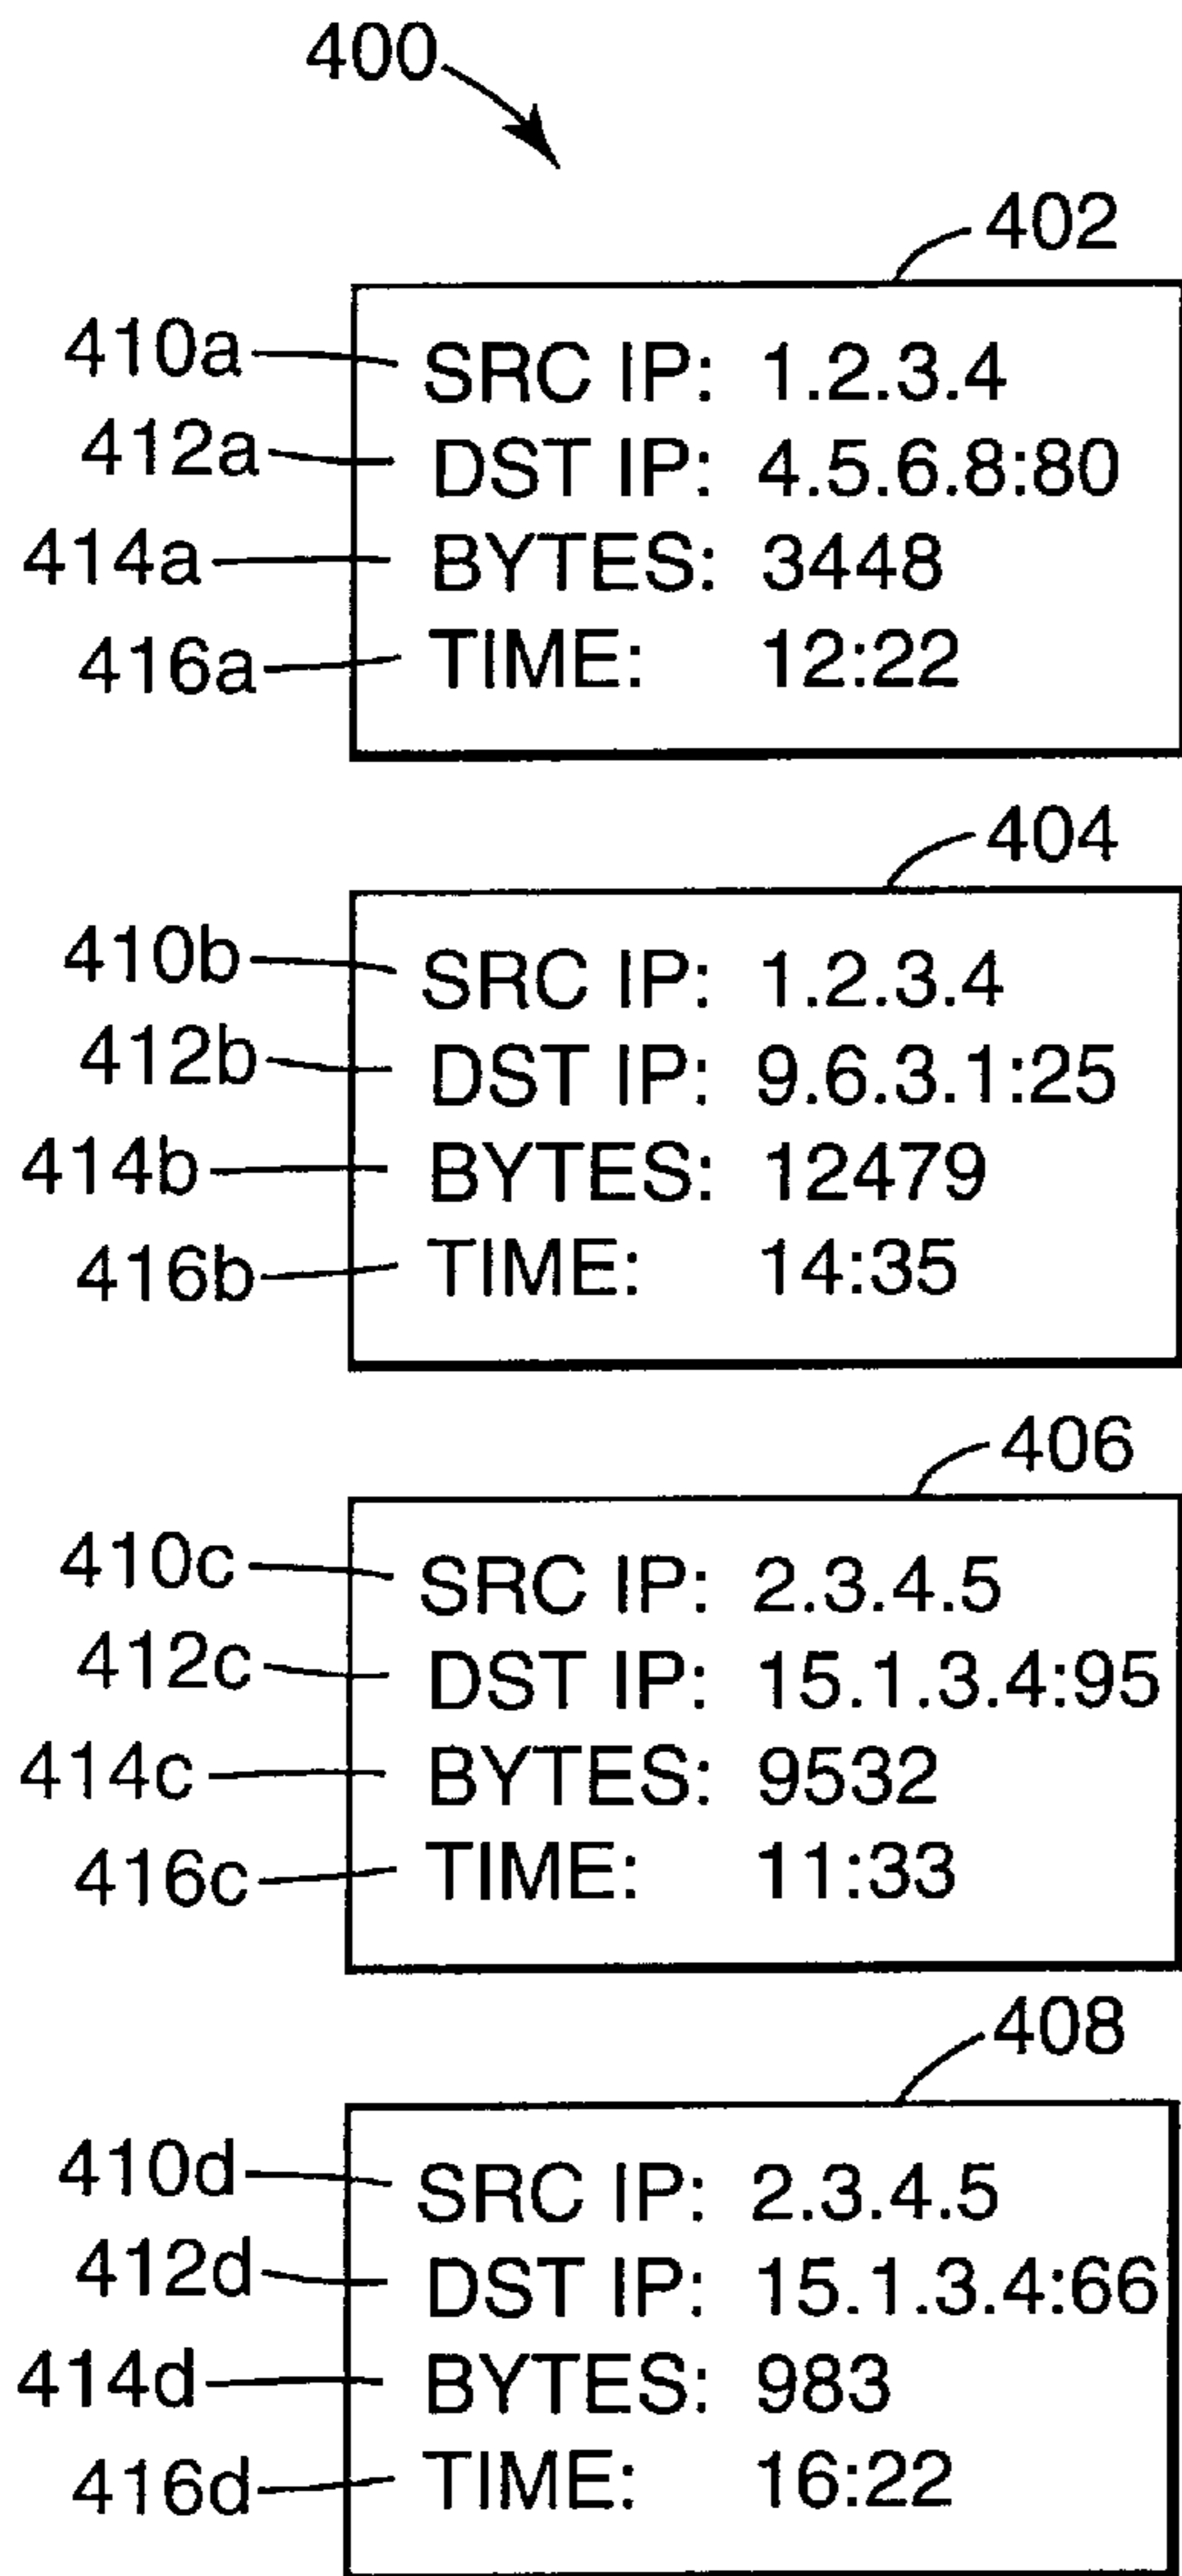 400
402
410a SRC IP: 1.2.3.4
412a DST IP: 4.5.6.8:80
414a BYTES: 3448
416a TIME: 12:22
404
410b SRC IP: 1.2.3.4
412b DST IP: 9.6.3.1:25
414b BYTES: 12479
416b TIME: 14:35
406
410c SRC IP: 2.3.4.5
412c DST IP: 15.1.3.4:95
414c BYTES: 9532
416c TIME: 11:33
408
410d SRC IP: 2.3.4.5
412d DST IP: 15.1.3.4:66
414d BYTES: 983
416d TIME: 16:22